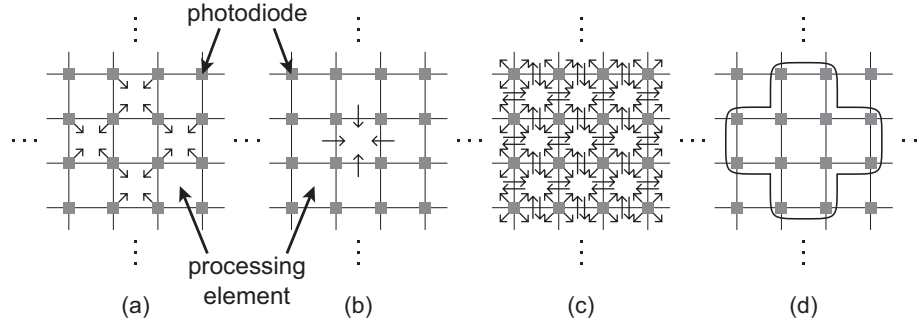 photodiode
processing
element
(a)
(b)
(c)
(d)